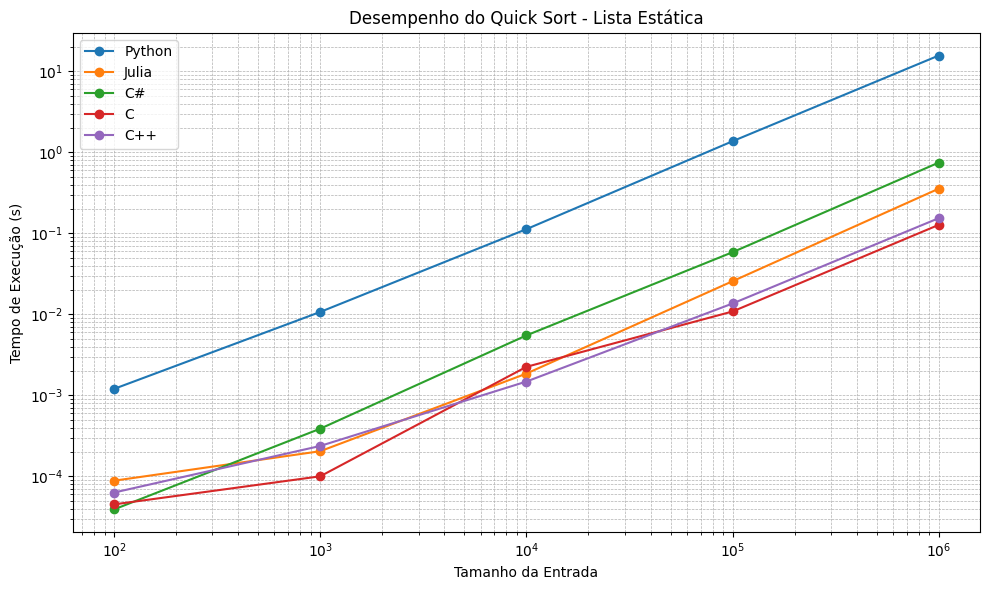 Desempenho do Quick Sort - Lista Estática
Python
Julia
C#
C
C++
Tempo de Execução (s)
10¹
10⁰
10⁻¹
10⁻²
10⁻³
10⁻⁴
10² 10³ 10⁴ 10⁵ 10⁶
Tamanho da Entrada